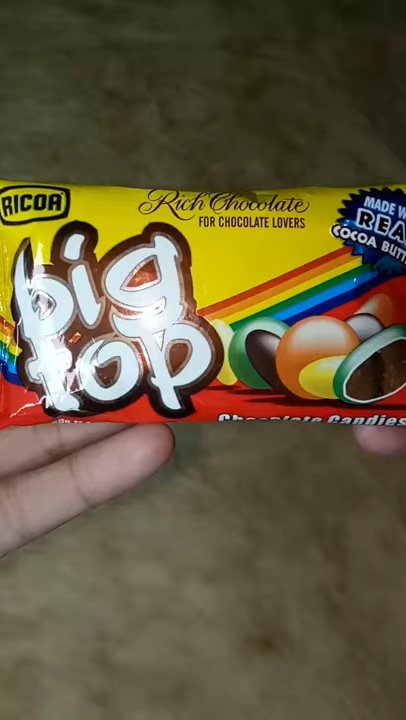 RICOA
Rich Chocolate
FOR CHOCOLATE LOVERS
MADE W
REA
COCOA BUTT
big
top
Chocolate Candies